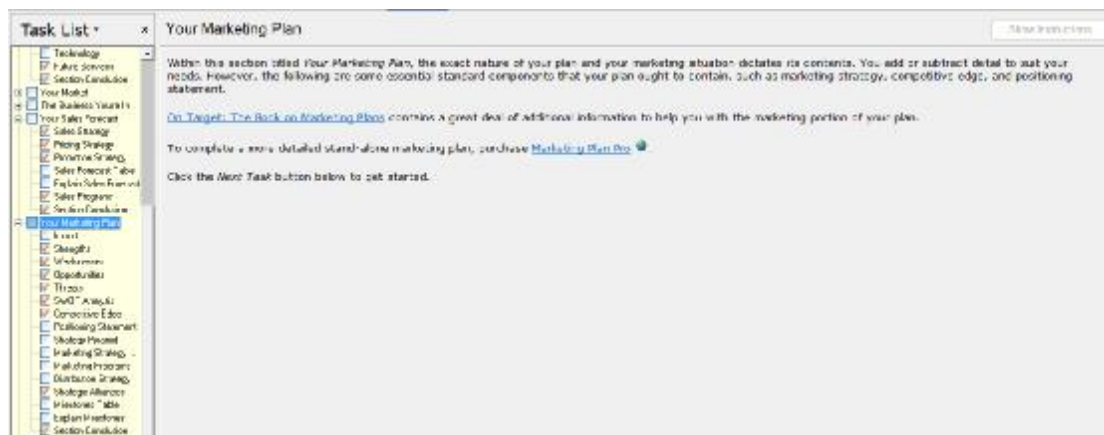 Task List
×
Your Marketing Plan
Show Instructions
Technology
Future Services
Section Conclusion
Your Market
The Business You're In
Your Sales Forecast
Sales Strategy
Pricing Strategy
Promotion Strategy
Sales Forecast Table
Explain Sales Forecast
Sales Programs
Section Conclusion
Your Marketing Plan
Strengths
Weaknesses
Opportunities
Threats
SWOT Analysis
Competitive Edge
Positioning Statement
Strategy Pyramid
Marketing Strategy ...
Marketing Programs
Distribution Strategy
Strategic Alliances
Milestones Table
Explain Milestones
Section Conclusion
Within this section titled Your Marketing Plan, the exact nature of your plan and your marketing situation dictates its contents. You add or subtract detail to suit your
needs. However, the following are some essential standard components that your plan ought to contain, such as marketing strategy, competitive edge, and positioning
statement.
On Target: The Book on Marketing Plans contains a great deal of additional information to help you with the marketing portion of your plan.
To complete a more detailed stand-alone marketing plan, purchase Marketing Plan Pro
Click the Next Task button below to get started.